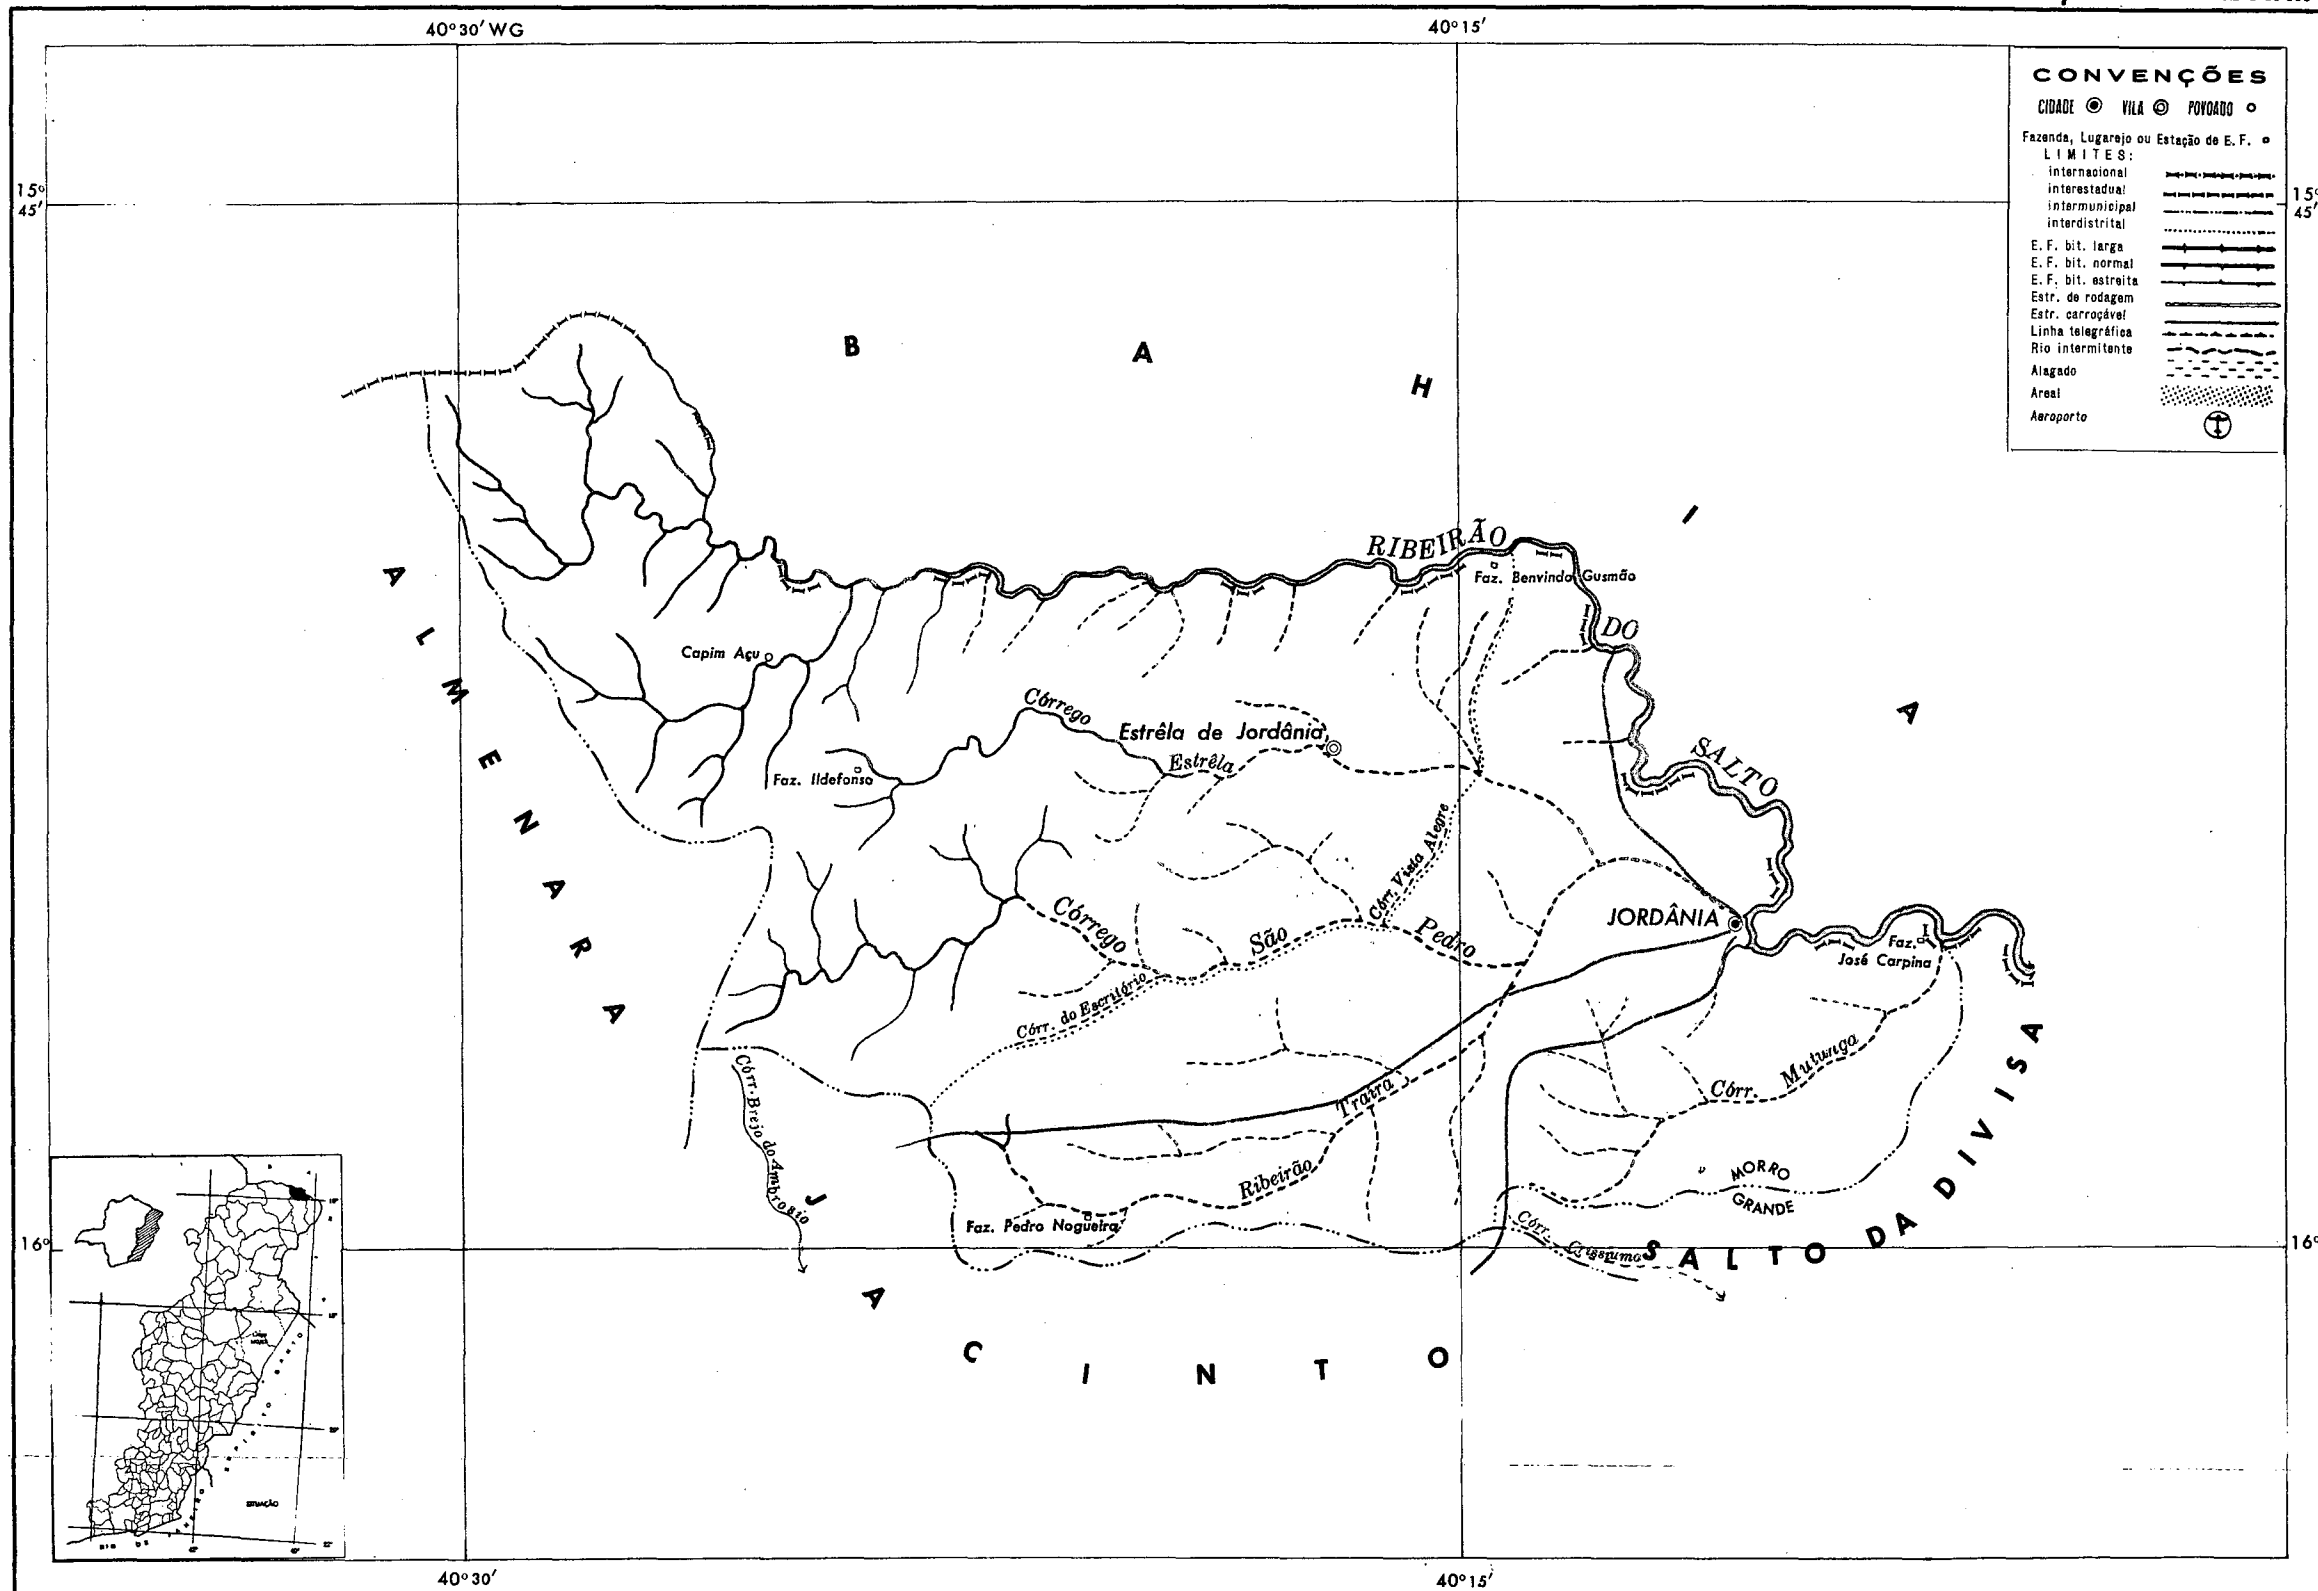 40°30′ WG
40°15′
CONVENÇÕES
CIDADE VILA POVOADO
Fazenda, Lugarejo ou Estação de E. F.
LIMITES:
internacional
interestadual
intermunicipal
interdistrital
E. F. bit. larga
E. F. bit. normal
E. F. bit. estreita
Estr. de rodagem
Estr. carroçável
Linha telegráfica
Rio intermitente
Alagado
Areal
Aeroporto
15°
45′
15°
45′
BAHIA
RIBEIRÃO DO SALTO
Faz. Benvindo Gusmão
ALMENARA
Capim Açu
Córrego Estrêla
Estrêla de Jordânia
Faz. Ildefonso
Córr. Vista Alegre
Córrego São Pedro
JORDÂNIA
Faz.
José Carpina
Córr. do Escritório
Córr. Mutunga
Córr. Brejo do Ambrosio
Ribeirão Traíra
MORRO
GRANDE
Faz. Pedro Nogueira
Córr. Crissiuma
SALTO DA DIVISA
JACINTO
16°
16°
SITUAÇÃO
40°30′
40°15′